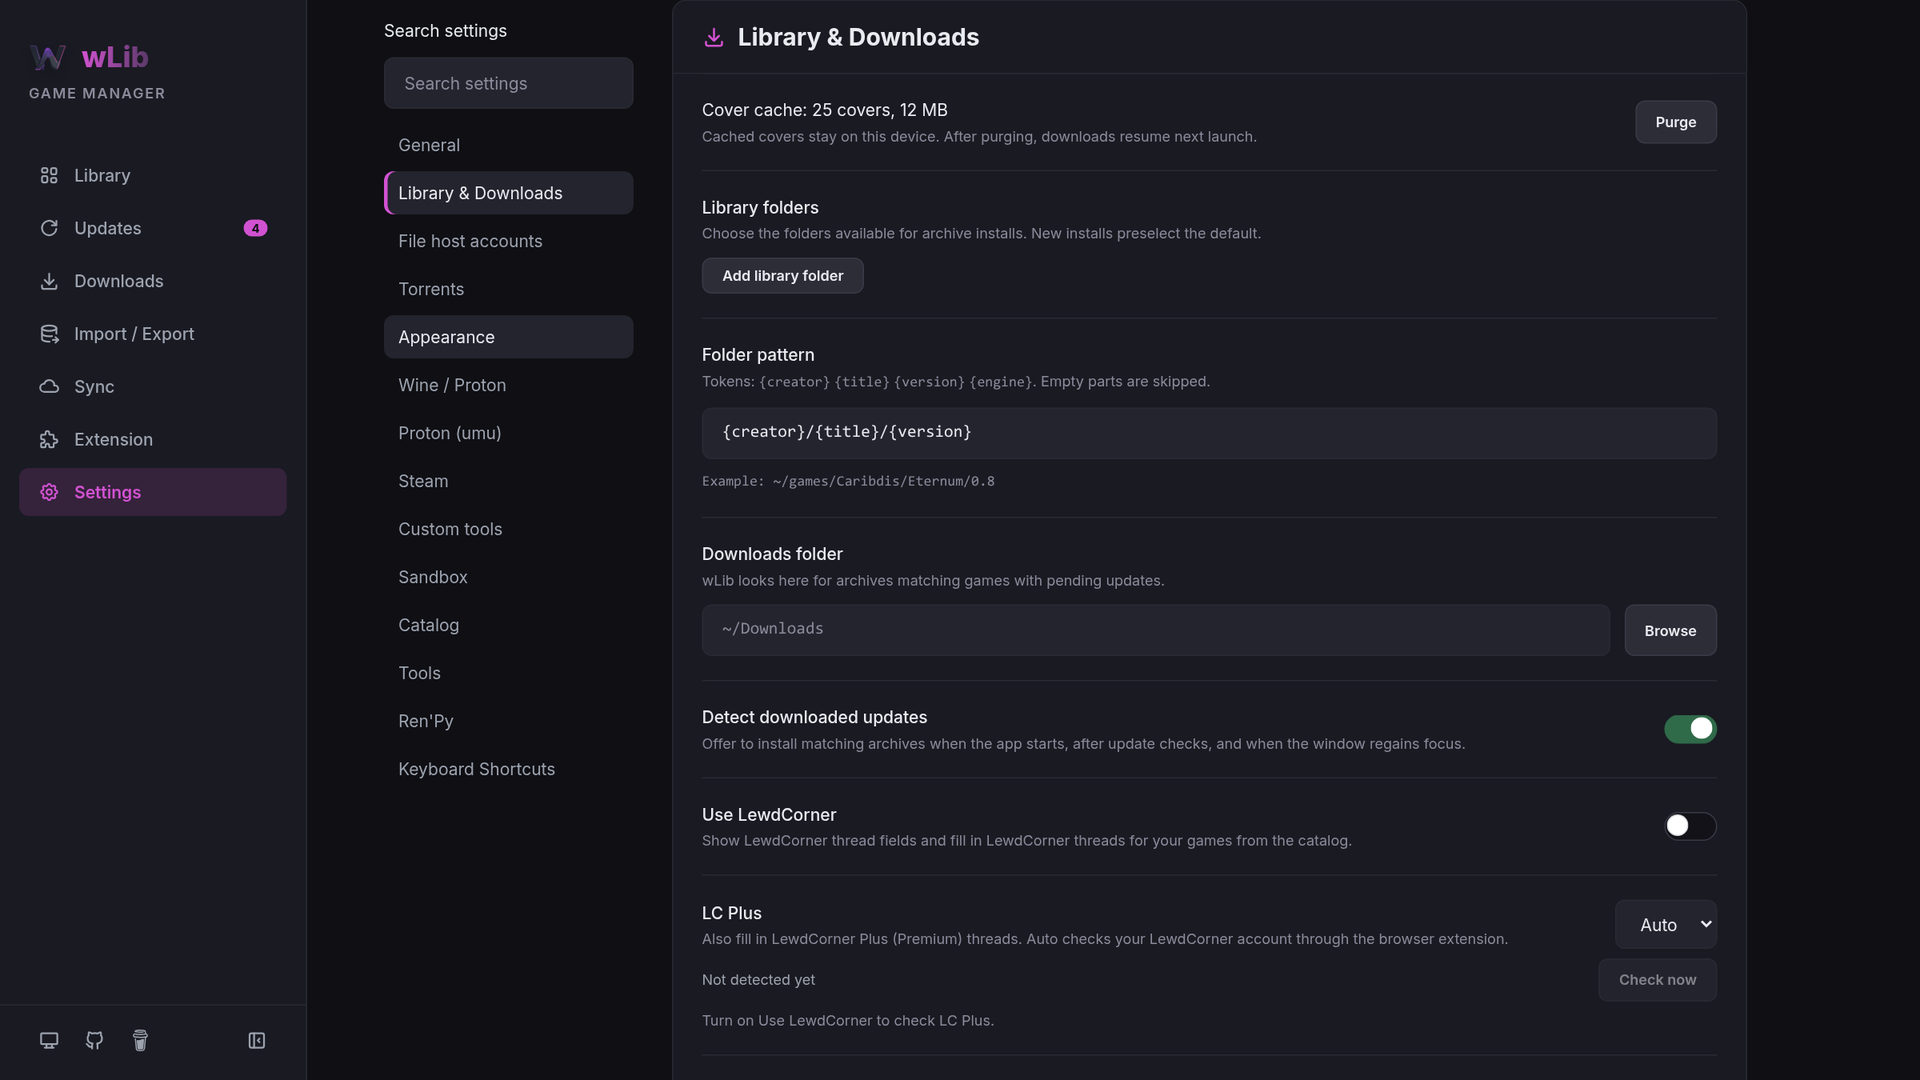 wLib
GAME MANAGER
Library
Updates
4
Downloads
Import / Export
Sync
Extension
Settings
Search settings
Search settings
General
Library & Downloads
File host accounts
Torrents
Appearance
Wine / Proton
Proton (umu)
Steam
Custom tools
Sandbox
Catalog
Tools
Ren'Py
Keyboard Shortcuts
Library & Downloads
Cover cache: 25 covers, 12 MB
Cached covers stay on this device. After purging, downloads resume next launch.
Purge
Library folders
Choose the folders available for archive installs. New installs preselect the default.
Add library folder
Folder pattern
Tokens: {creator} {title} {version} {engine}. Empty parts are skipped.
{creator}/{title}/{version}
Example: ~/games/Caribdis/Eternum/0.8
Downloads folder
wLib looks here for archives matching games with pending updates.
~/Downloads
Browse
Detect downloaded updates
Offer to install matching archives when the app starts, after update checks, and when the window regains focus.
Use LewdCorner
Show LewdCorner thread fields and fill in LewdCorner threads for your games from the catalog.
LC Plus
Also fill in LewdCorner Plus (Premium) threads. Auto checks your LewdCorner account through the browser extension.
Auto
Not detected yet
Check now
Turn on Use LewdCorner to check LC Plus.